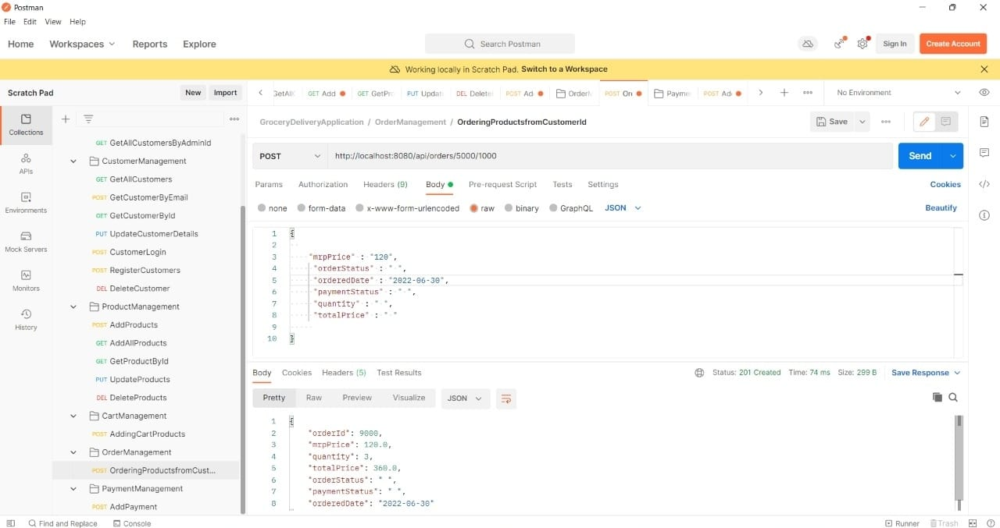 Postman
File Edit View Help
Home Workspaces Reports Explore Search Postman Sign In Create Account
Working locally in Scratch Pad. Switch to a Workspace
Scratch Pad New Import
GET Add GET GetPro PUT Updat DEL Delete POST Ad POST Or Payme POST Ad No Environment
Collections
APIs
Environments
Mock Servers
Monitors
History
GET GetAllCustomersByAdminId
CustomerManagement
GET GetAllCustomers
POST GetCustomerByEmail
GET GetCustomerById
PUT UpdateCustomerDetails
POST CustomerLogin
POST RegisterCustomers
DEL DeleteCustomer
ProductManagement
POST AddProducts
GET AddAllProducts
GET GetProductById
PUT UpdateProducts
DEL DeleteProducts
CartManagement
POST AddingCartProducts
OrderManagement
POST OrderingProductsfromCust...
PaymentManagement
POST AddPayment
GroceryDeliveryApplication / OrderManagement / OrderingProductsfromCustomerId Save
POST http://localhost:8080/api/orders/5000/1000 Send
Params Authorization Headers (9) Body Pre-request Script Tests Settings Cookies
none form-data x-www-form-urlencoded raw binary GraphQL JSON Beautify
1 {
2
3 "mrpPrice" : "120",
4 "orderStatus" : " ",
5 "orderedDate" : "2022-06-30",
6 "paymentStatus" : " ",
7 "quantity" : " ",
8 "totalPrice" : " "
9
10 }
Body Cookies Headers (5) Test Results Status: 201 Created Time: 74 ms Size: 299 B Save Response
Pretty Raw Preview Visualize JSON
1 {
2 "orderId": 9000,
3 "mrpPrice": 120.0,
4 "quantity": 3,
5 "totalPrice": 360.0,
6 "orderStatus": " ",
7 "paymentStatus": " ",
8 "orderedDate": "2022-06-30"
Find and Replace Console Runner Trash